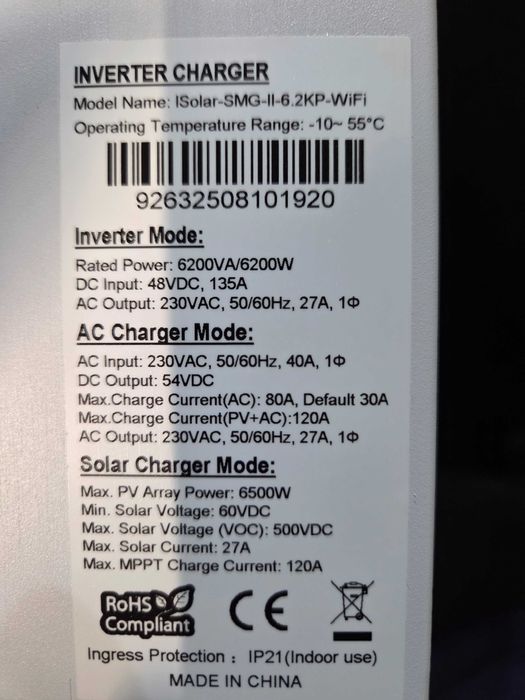 INVERTER CHARGER
Model Name: ISolar-SMG-II-6.2KP-WiFi
Operating Temperature Range: -10~ 55°C
92632508101920
Inverter Mode:
Rated Power: 6200VA/6200W
DC Input: 48VDC, 135A
AC Output: 230VAC, 50/60Hz, 27A, 1Φ
AC Charger Mode:
AC Input: 230VAC, 50/60Hz, 40A, 1Φ
DC Output: 54VDC
Max.Charge Current(AC): 80A, Default 30A
Max.Charge Current(PV+AC):120A
AC Output: 230VAC, 50/60Hz, 27A, 1Φ
Solar Charger Mode:
Max. PV Array Power: 6500W
Min. Solar Voltage: 60VDC
Max. Solar Voltage (VOC): 500VDC
Max. Solar Current: 27A
Max. MPPT Charge Current: 120A
RoHS
Compliant
CE
Ingress Protection : IP21(Indoor use)
MADE IN CHINA